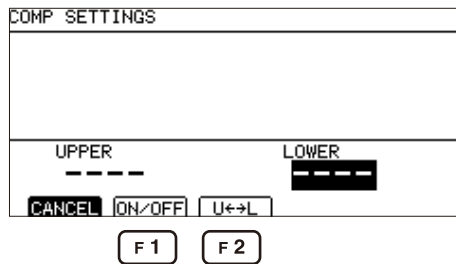 COMP SETTINGS
UPPER LOWER
---- ----
CANCEL ON/OFF U↔L
F1 F2